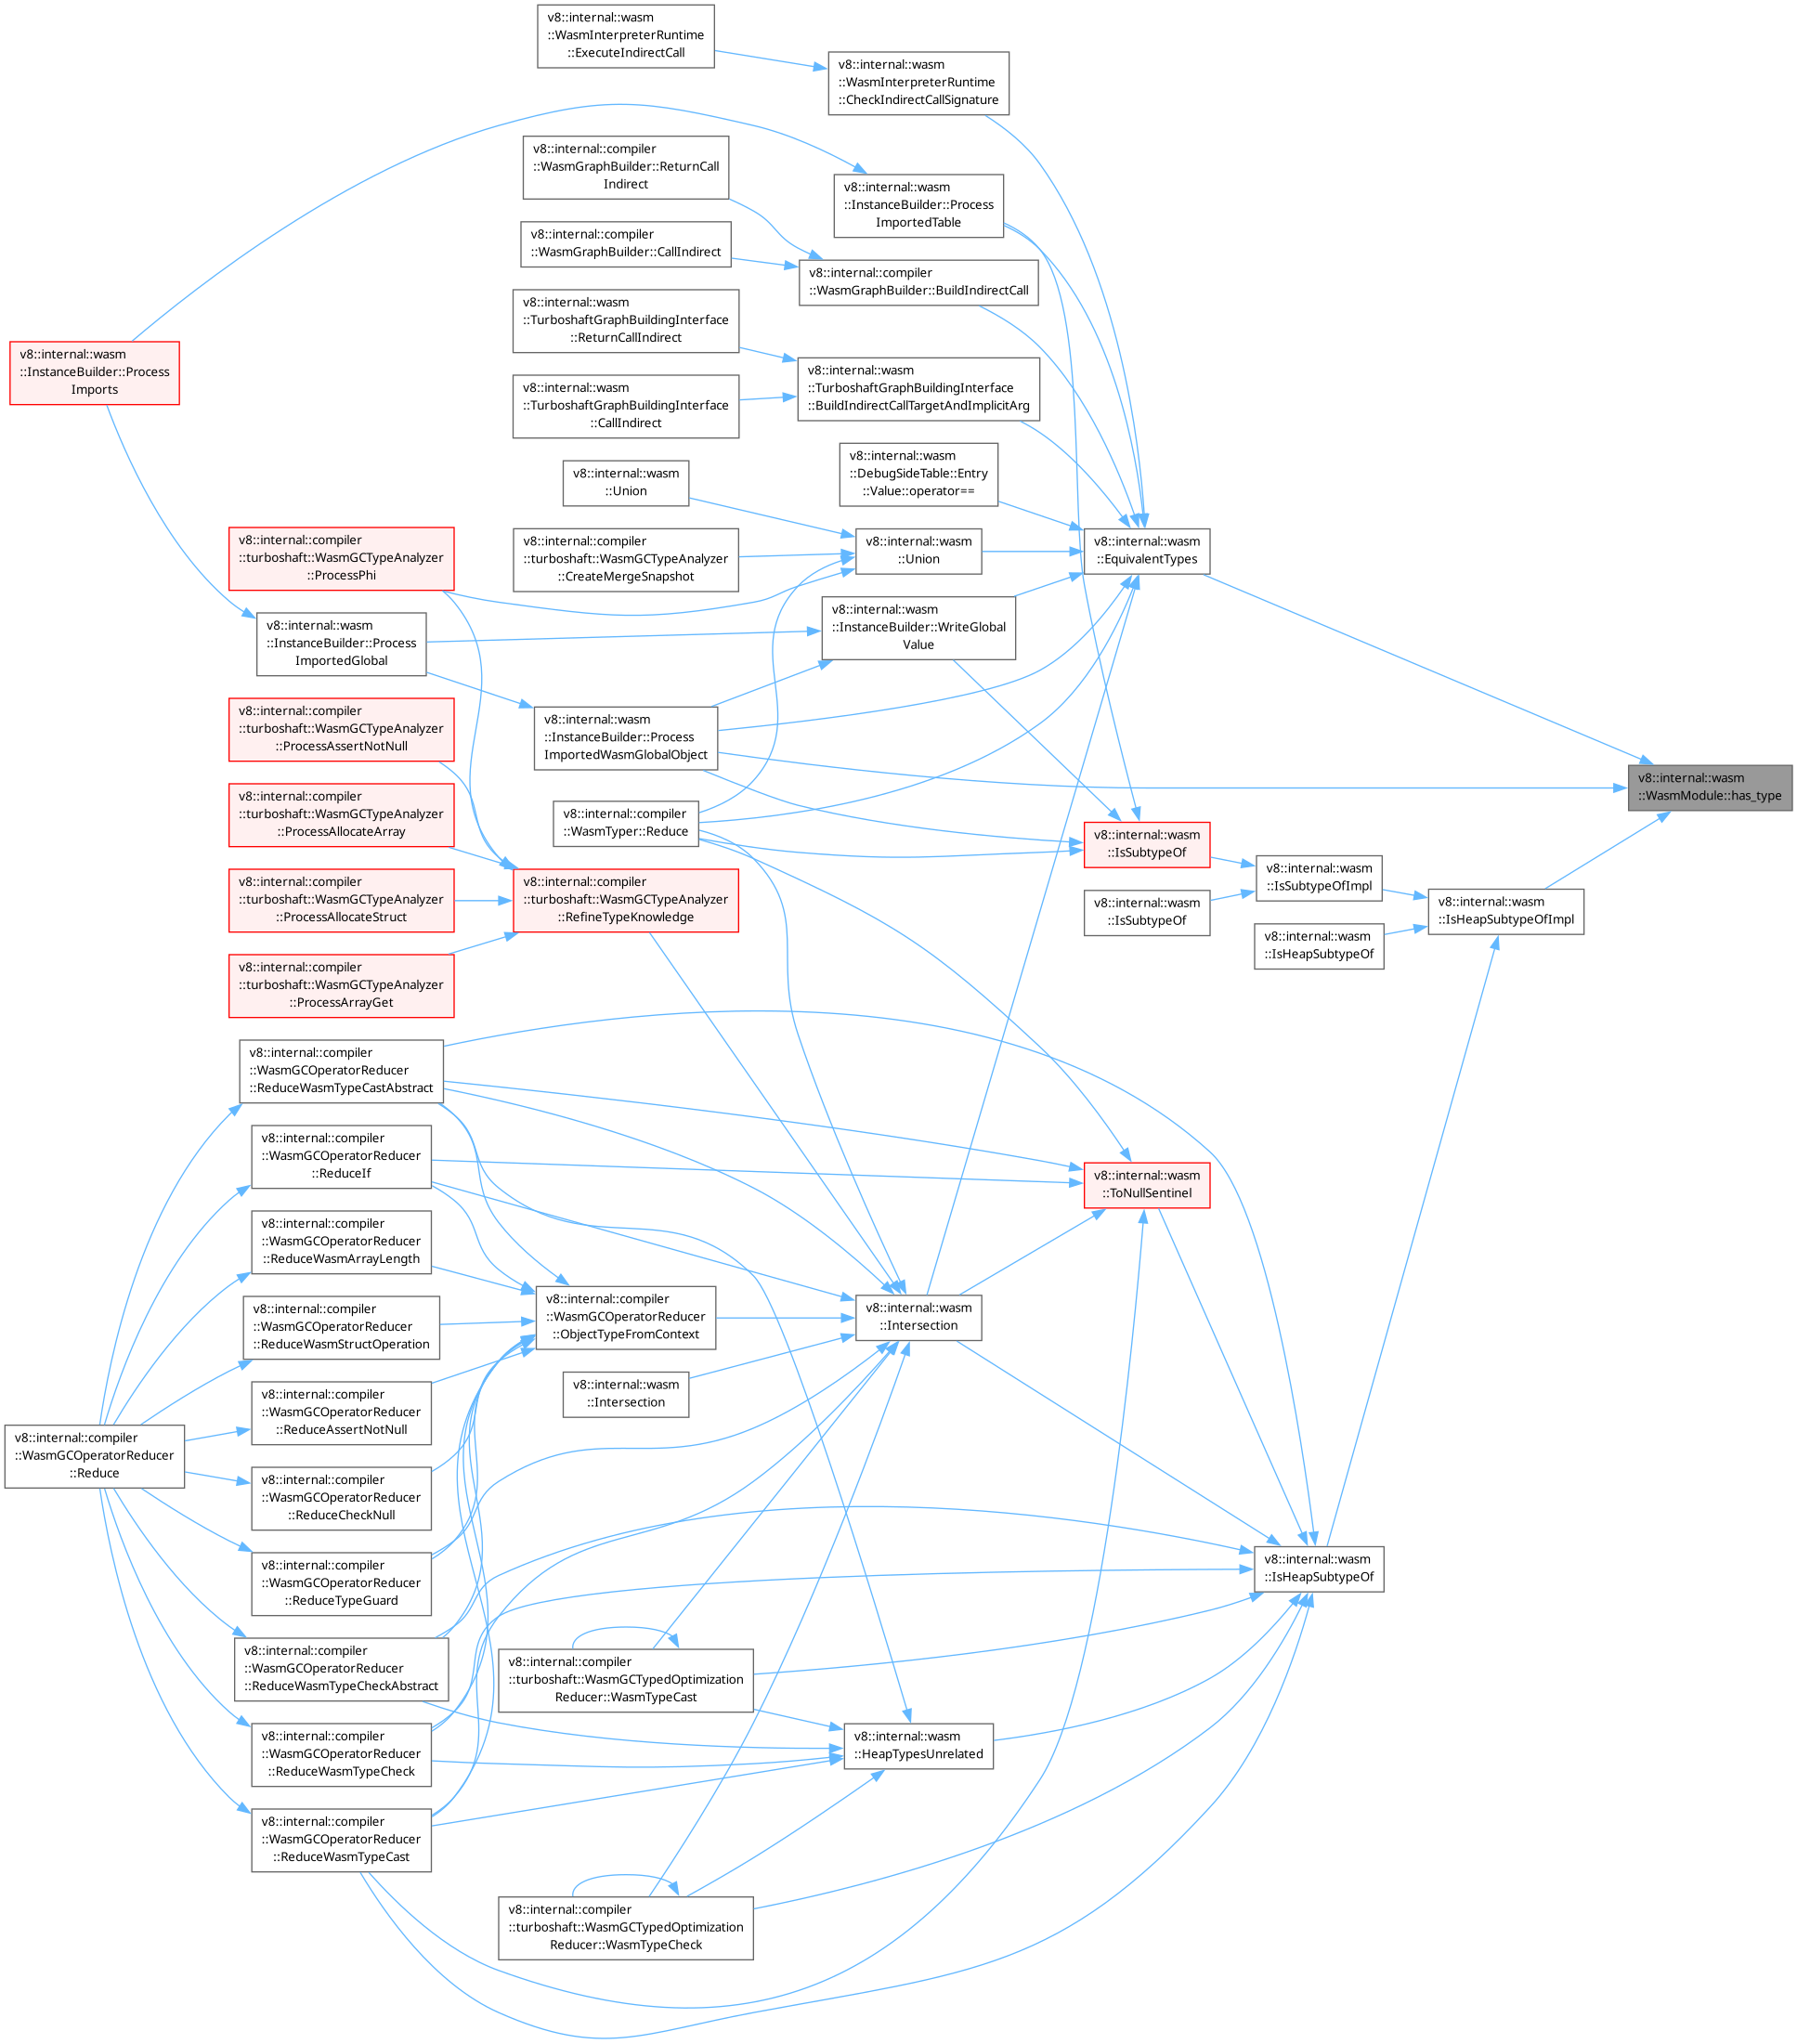 v8::internal::wasm
::WasmInterpreterRuntime
::ExecuteIndirectCall
v8::internal::wasm
::WasmInterpreterRuntime
::CheckIndirectCallSignature
v8::internal::compiler
::WasmGraphBuilder::ReturnCall
Indirect
v8::internal::wasm
::InstanceBuilder::Process
ImportedTable
v8::internal::compiler
::WasmGraphBuilder::CallIndirect
v8::internal::compiler
::WasmGraphBuilder::BuildIndirectCall
v8::internal::wasm
::TurboshaftGraphBuildingInterface
::ReturnCallIndirect
v8::internal::wasm
::InstanceBuilder::Process
Imports
v8::internal::wasm
::TurboshaftGraphBuildingInterface
::BuildIndirectCallTargetAndImplicitArg
v8::internal::wasm
::TurboshaftGraphBuildingInterface
::CallIndirect
v8::internal::wasm
::DebugSideTable::Entry
::Value::operator==
v8::internal::wasm
::Union
v8::internal::compiler
::turboshaft::WasmGCTypeAnalyzer
::ProcessPhi
v8::internal::compiler
::turboshaft::WasmGCTypeAnalyzer
::CreateMergeSnapshot
v8::internal::wasm
::Union
v8::internal::wasm
::EquivalentTypes
v8::internal::wasm
::InstanceBuilder::Process
ImportedGlobal
v8::internal::wasm
::InstanceBuilder::WriteGlobal
Value
v8::internal::compiler
::turboshaft::WasmGCTypeAnalyzer
::ProcessAssertNotNull
v8::internal::wasm
::InstanceBuilder::Process
ImportedWasmGlobalObject
v8::internal::wasm
::WasmModule::has_type
v8::internal::compiler
::turboshaft::WasmGCTypeAnalyzer
::ProcessAllocateArray
v8::internal::compiler
::WasmTyper::Reduce
v8::internal::wasm
::IsSubtypeOf
v8::internal::wasm
::IsSubtypeOfImpl
v8::internal::compiler
::turboshaft::WasmGCTypeAnalyzer
::ProcessAllocateStruct
v8::internal::compiler
::turboshaft::WasmGCTypeAnalyzer
::RefineTypeKnowledge
v8::internal::wasm
::IsSubtypeOf
v8::internal::wasm
::IsHeapSubtypeOfImpl
v8::internal::wasm
::IsHeapSubtypeOf
v8::internal::compiler
::turboshaft::WasmGCTypeAnalyzer
::ProcessArrayGet
v8::internal::compiler
::WasmGCOperatorReducer
::ReduceWasmTypeCastAbstract
v8::internal::compiler
::WasmGCOperatorReducer
::ReduceIf
v8::internal::wasm
::ToNullSentinel
v8::internal::compiler
::WasmGCOperatorReducer
::ReduceWasmArrayLength
v8::internal::compiler
::WasmGCOperatorReducer
::ObjectTypeFromContext
v8::internal::wasm
::Intersection
v8::internal::compiler
::WasmGCOperatorReducer
::ReduceWasmStructOperation
v8::internal::wasm
::Intersection
v8::internal::compiler
::WasmGCOperatorReducer
::ReduceAssertNotNull
v8::internal::compiler
::WasmGCOperatorReducer
::Reduce
v8::internal::compiler
::WasmGCOperatorReducer
::ReduceCheckNull
v8::internal::compiler
::WasmGCOperatorReducer
::ReduceTypeGuard
v8::internal::wasm
::IsHeapSubtypeOf
v8::internal::compiler
::WasmGCOperatorReducer
::ReduceWasmTypeCheckAbstract
v8::internal::compiler
::turboshaft::WasmGCTypedOptimization
Reducer::WasmTypeCast
v8::internal::compiler
::WasmGCOperatorReducer
::ReduceWasmTypeCheck
v8::internal::wasm
::HeapTypesUnrelated
v8::internal::compiler
::WasmGCOperatorReducer
::ReduceWasmTypeCast
v8::internal::compiler
::turboshaft::WasmGCTypedOptimization
Reducer::WasmTypeCheck